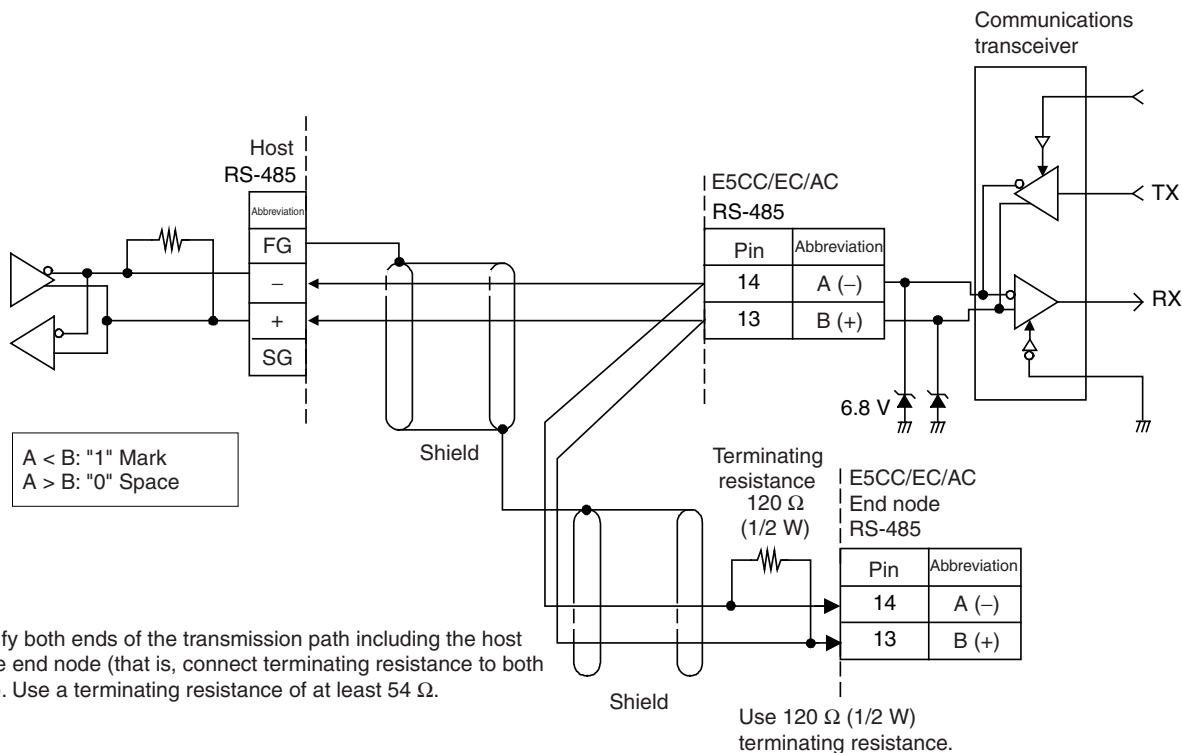 Communications
transceiver
Host
RS-485
Abbreviation
FG
−
+
SG
E5CC/EC/AC
RS-485
Pin Abbreviation
14 A (−)
13 B (+)
TX
RX
6.8 V
A < B: "1" Mark
A > B: "0" Space
Shield
Terminating
resistance
120 Ω
(1/2 W)
E5CC/EC/AC
End node
RS-485
Pin Abbreviation
14 A (−)
13 B (+)
both ends of the transmission path including the host
end node (that is, connect terminating resistance to both
Use a terminating resistance of at least 54 Ω.
Shield
Use 120 Ω (1/2 W)
terminating resistance.